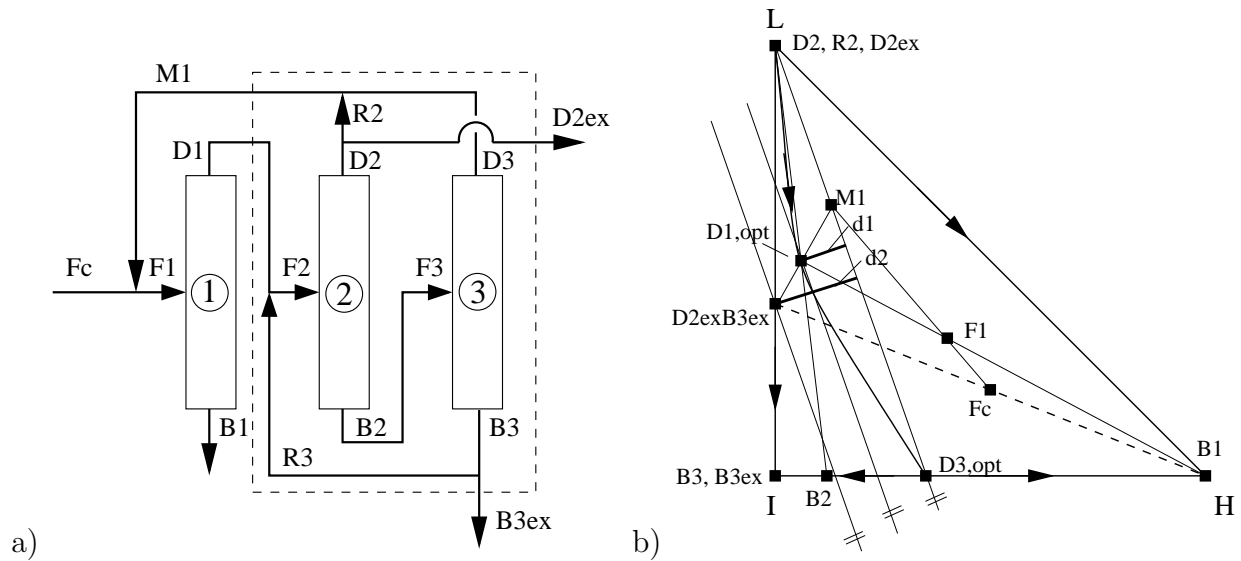 M1
R2
D2ex
D1
D2
D3
Fc
F1
F2
F3
1
2
3
B1
B2
B3
R3
B3ex
a)
L
D2, R2, D2ex
M1
D1,opt
d1
d2
D2exB3ex
F1
Fc
B1
B3, B3ex
B2
D3,opt
I
H
b)